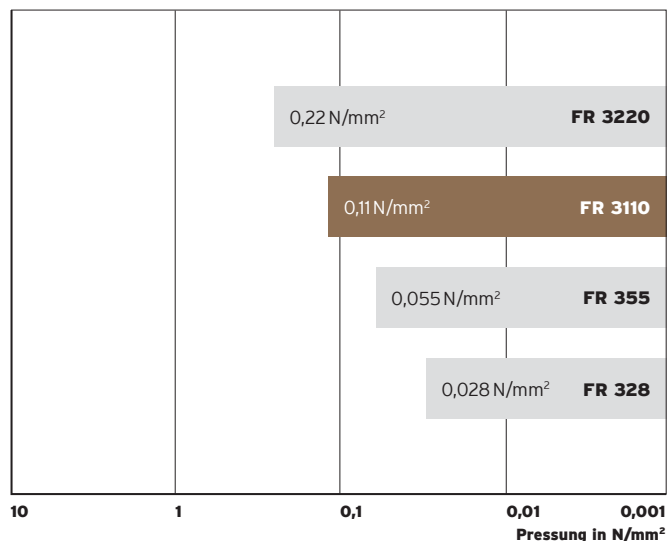 0,22 N/mm² FR 3220
0,11 N/mm² FR 3110
0,055 N/mm² FR 355
0,028 N/mm² FR 328
10 1 0,1 0,01 0,001
Pressung in N/mm²